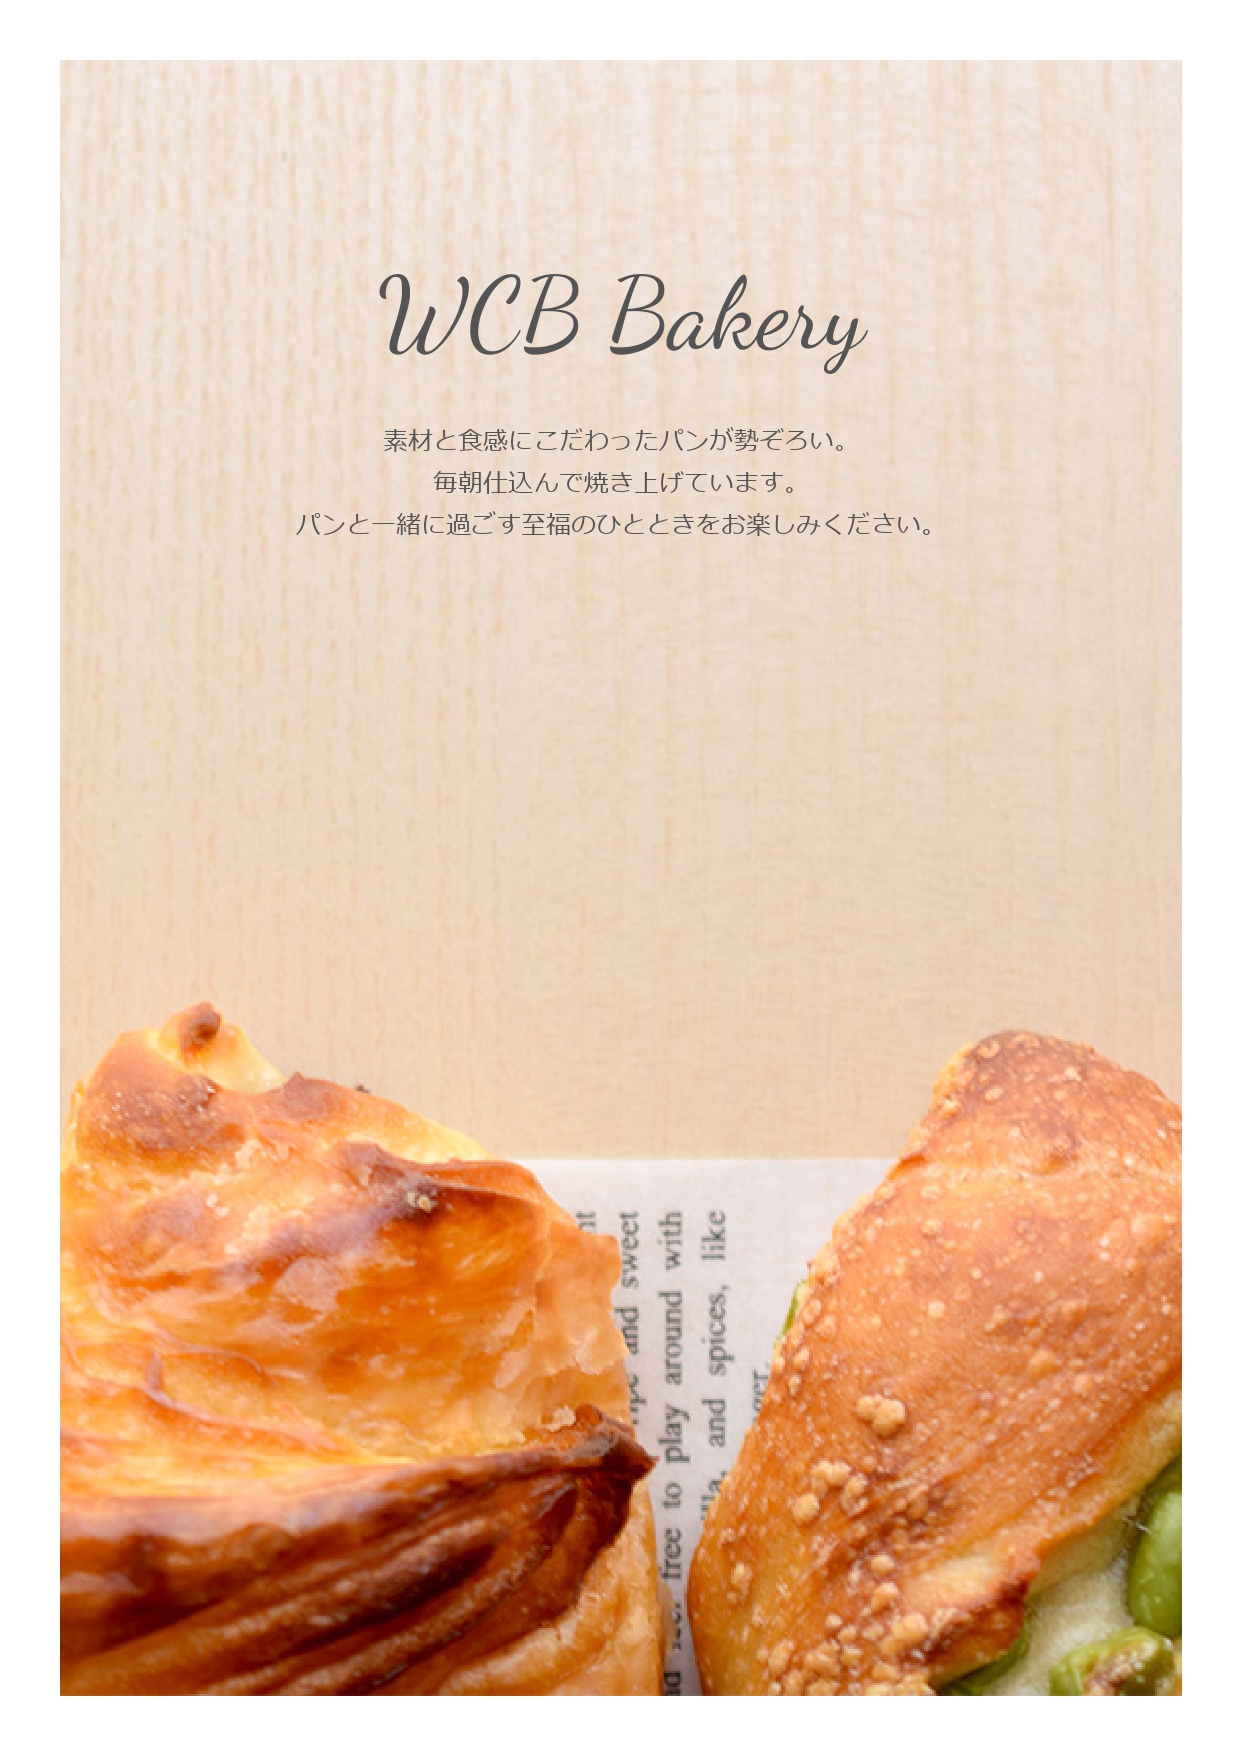 WCB Bakery
素材と食感にこだわったパンが勢ぞろい。
毎朝仕込んで焼き上げています。
パンと一緒に過ごす至福のひとときをお楽しみください。
and sweet
free to play around with
and spices, like